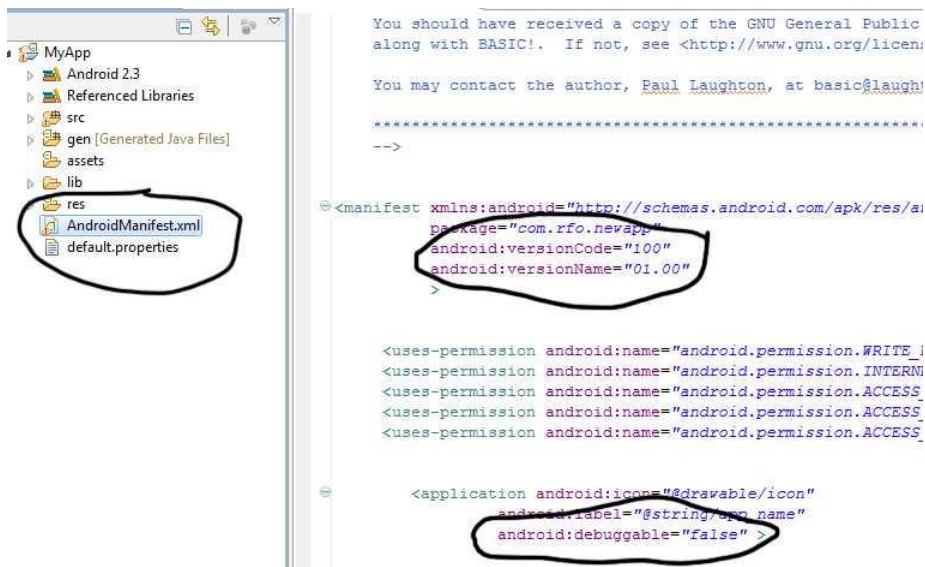 MyApp
Android 2.3
Referenced Libraries
src
gen [Generated Java Files]
assets
lib
res
AndroidManifest.xml
default.properties
You should have received a copy of the GNU General Public
along with BASIC!. If not, see <http://www.gnu.org/licens
You may contact the author, Paul Laughton, at basic@laught
************************************************************
-->
<manifest xmlns:android="http://schemas.android.com/apk/res/an
package="com.rfo.newapp"
android:versionCode="100"
android:versionName="01.00"
>
<uses-permission android:name="android.permission.WRITE_
<uses-permission android:name="android.permission.INTERN
<uses-permission android:name="android.permission.ACCESS_
<uses-permission android:name="android.permission.ACCESS_
<uses-permission android:name="android.permission.ACCESS_
<application android:icon="@drawable/icon"
android:label="@string/app_name"
android:debuggable="false" >